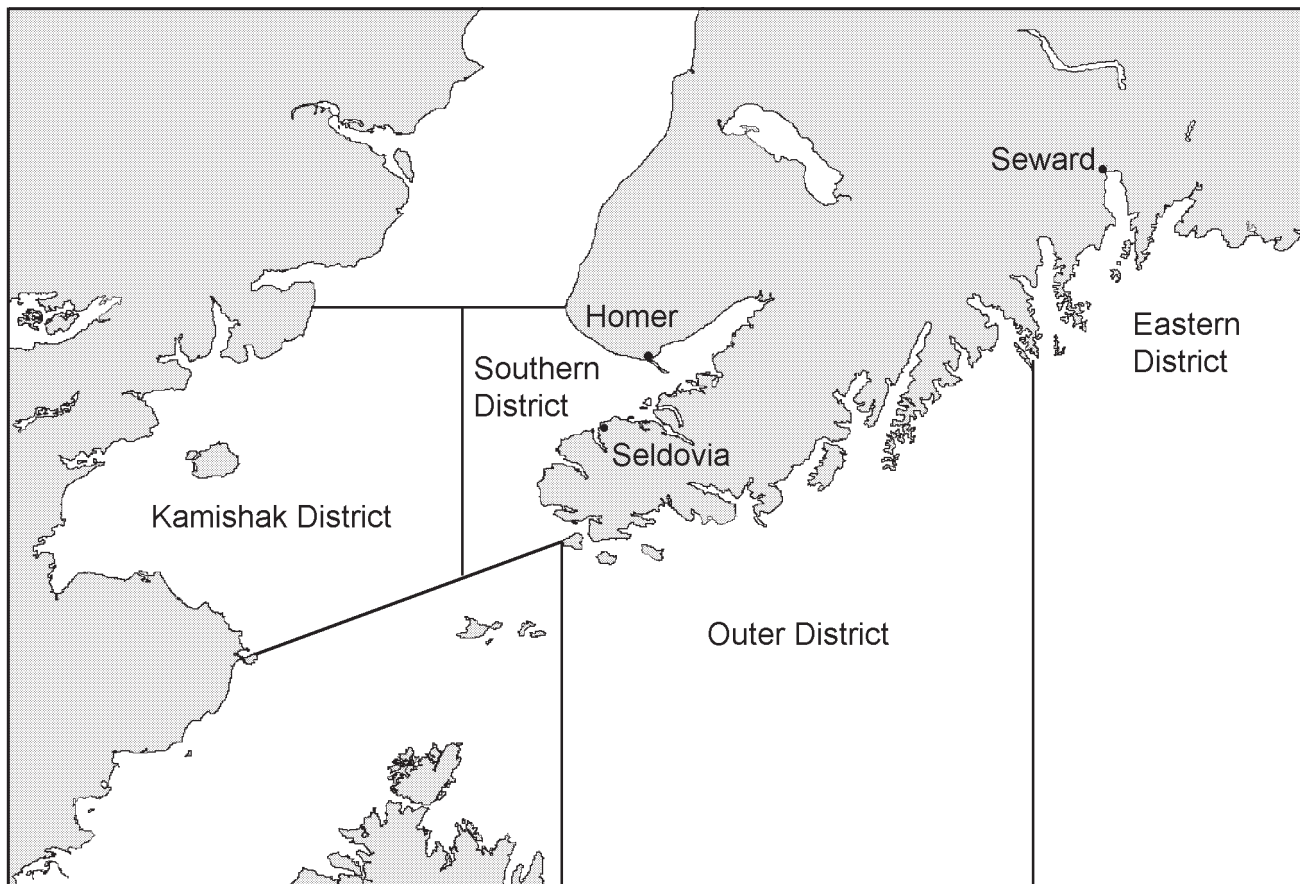 Seward
Homer
Eastern
District
Southern
District
Seldovia
Kamishak District
Outer District